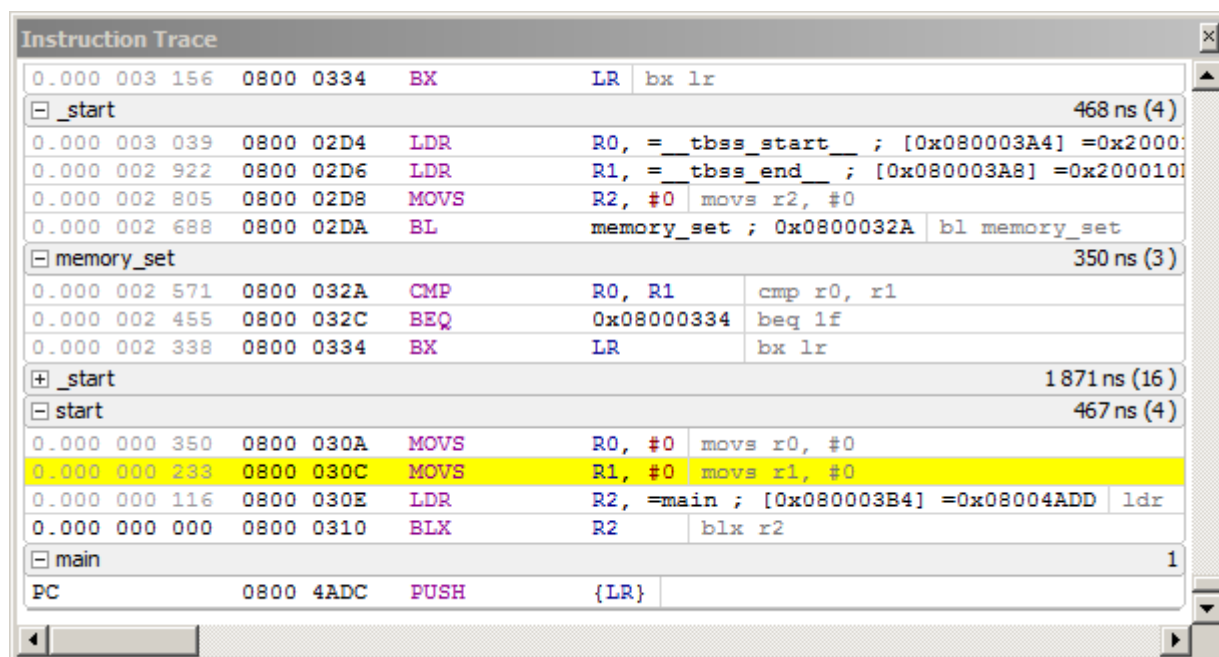 Instruction Trace
0.000 003 156 0800 0334 BX LR bx lr
_start 468 ns (4)
0.000 003 039 0800 02D4 LDR R0, =__tbss_start__ ; [0x080003A4] =0x2000
0.000 002 922 0800 02D6 LDR R1, =__tbss_end__ ; [0x080003A8] =0x200010
0.000 002 805 0800 02D8 MOVS R2, #0 movs r2, #0
0.000 002 688 0800 02DA BL memory_set ; 0x0800032A bl memory_set
memory_set 350 ns (3)
0.000 002 571 0800 032A CMP R0, R1 cmp r0, r1
0.000 002 455 0800 032C BEQ 0x08000334 beq 1f
0.000 002 338 0800 0334 BX LR bx lr
_start 1 871 ns (16)
start 467 ns (4)
0.000 000 350 0800 030A MOVS R0, #0 movs r0, #0
0.000 000 233 0800 030C MOVS R1, #0 movs r1, #0
0.000 000 116 0800 030E LDR R2, =main ; [0x080003B4] =0x08004ADD ldr
0.000 000 000 0800 0310 BLX R2 blx r2
main 1
PC 0800 4ADC PUSH {LR}